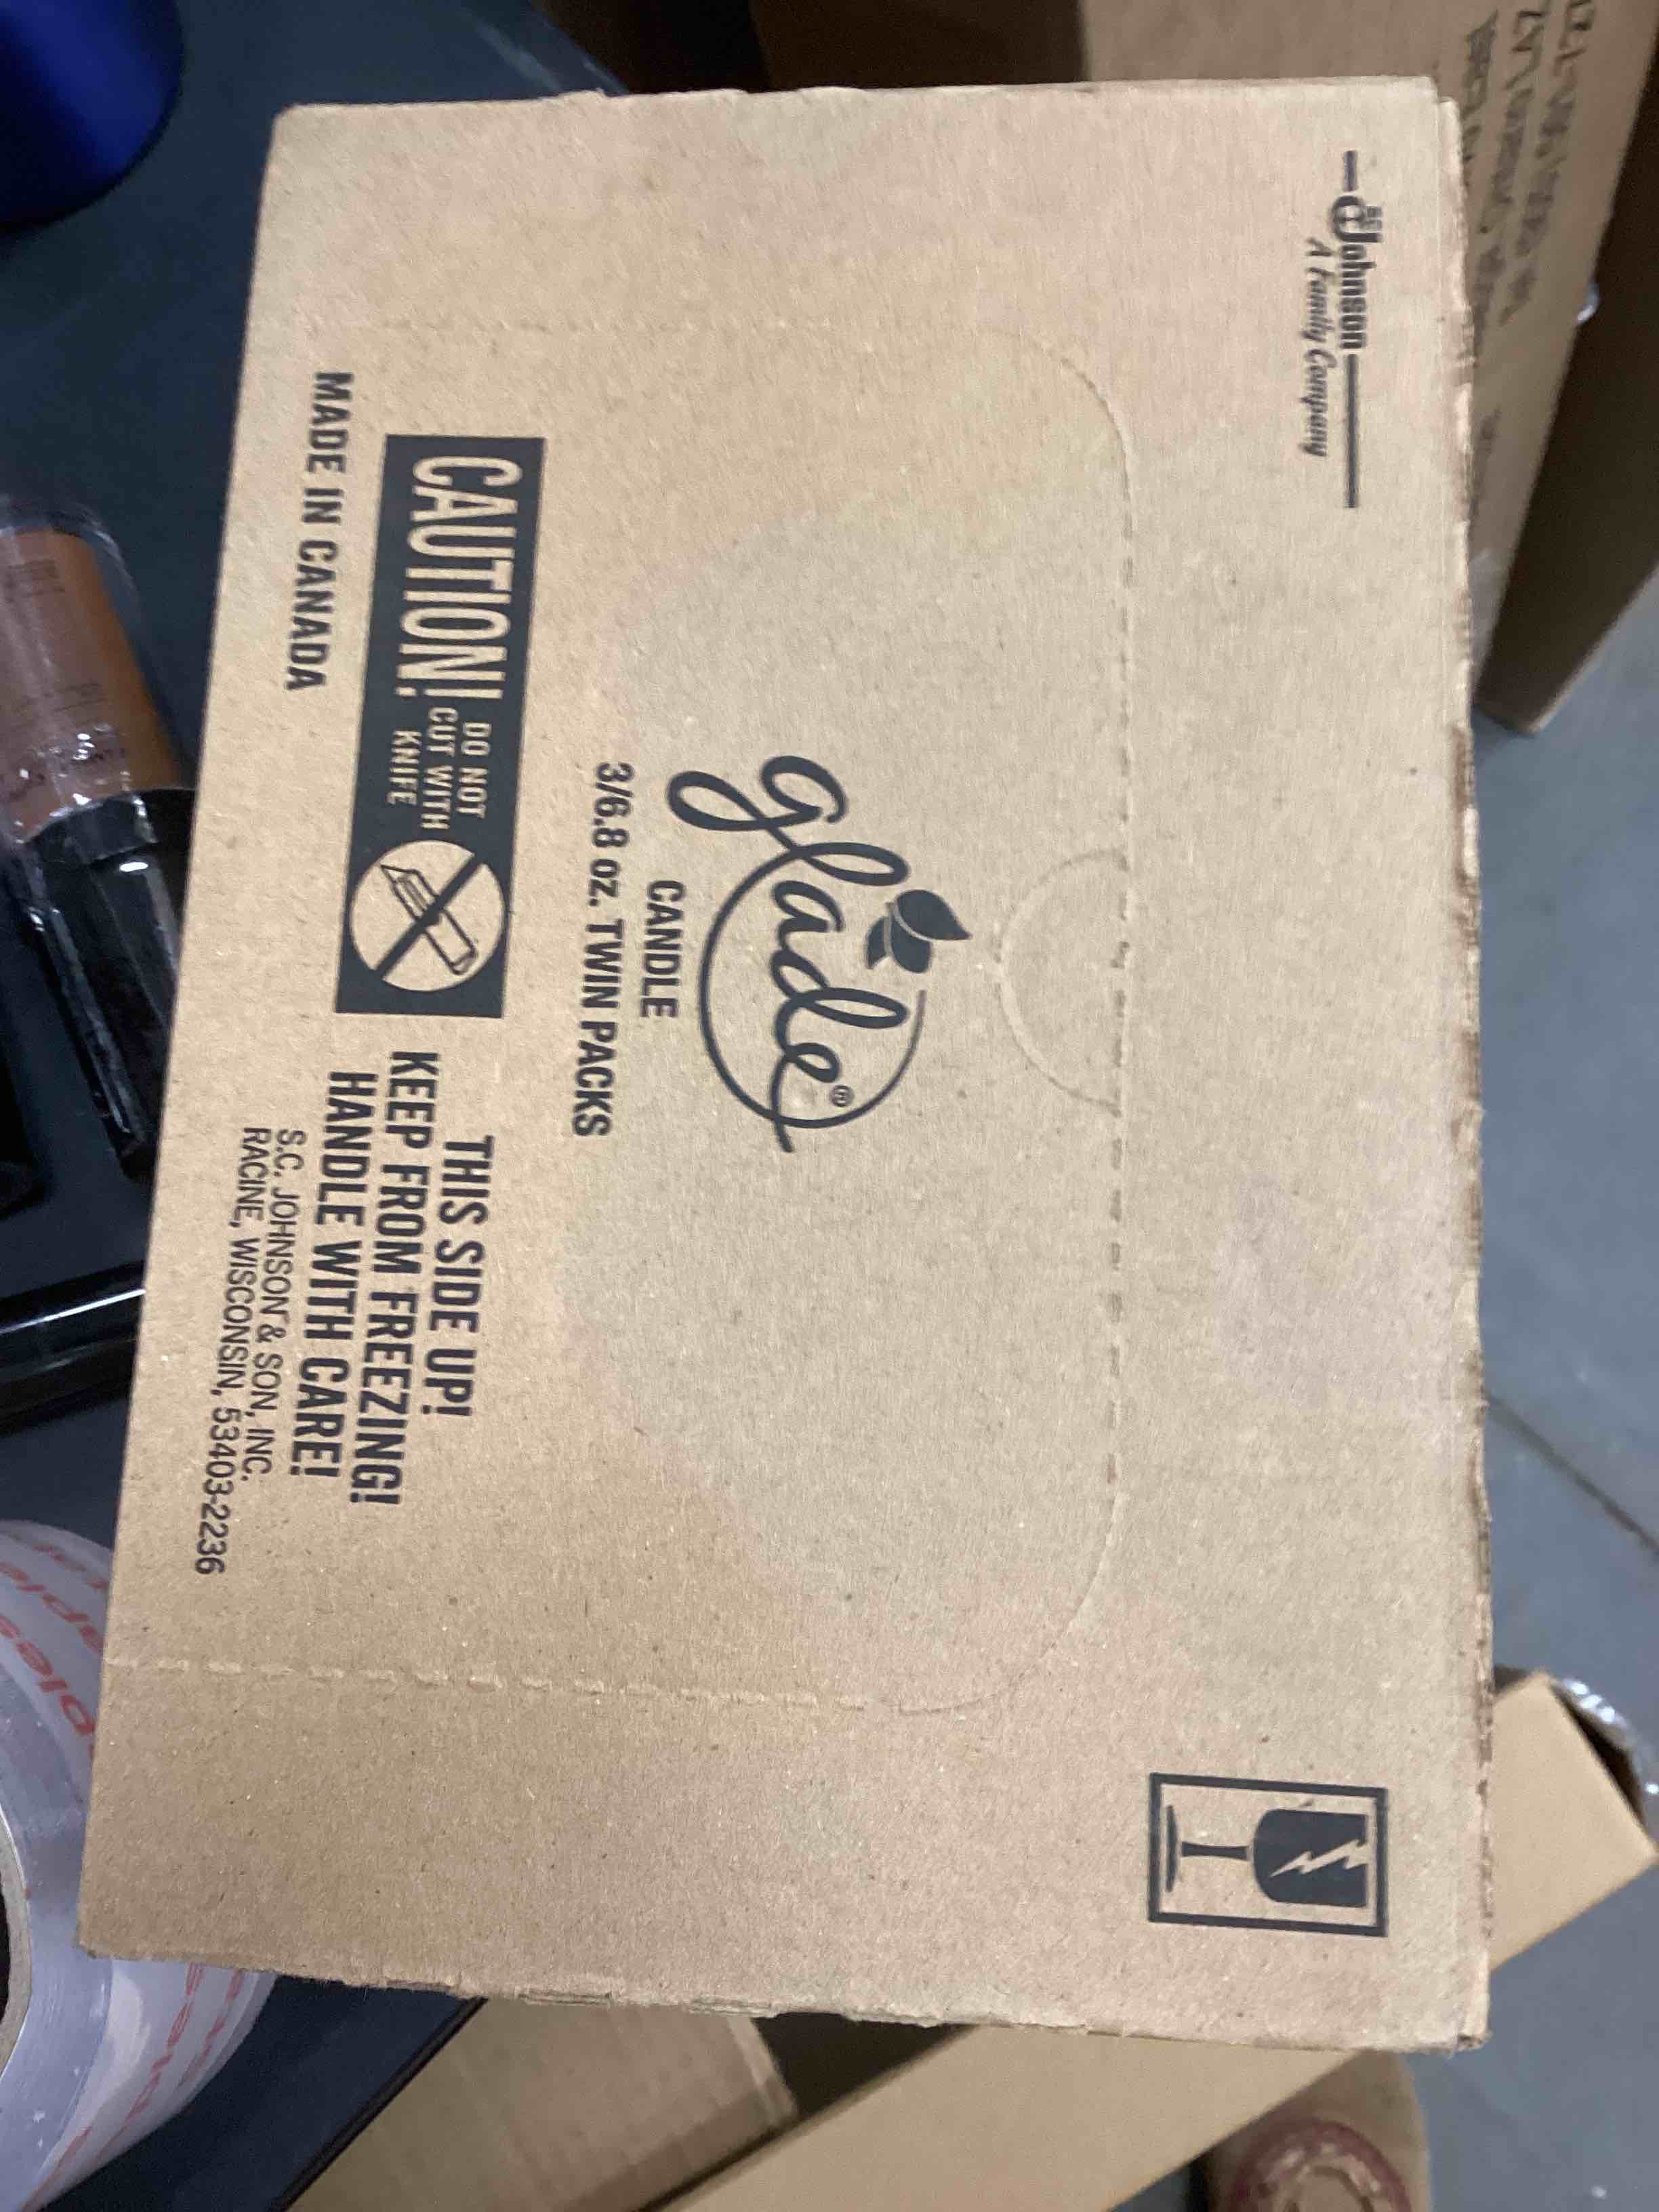 SC Johnson
A Family Company
glade®
CANDLE
3/6.8 oz. TWIN PACKS
CAUTION!
DO NOT
CUT WITH
KNIFE
MADE IN CANADA
THIS SIDE UP!
KEEP FROM FREEZING!
HANDLE WITH CARE!
S.C. JOHNSON & SON, INC.
RACINE, WISCONSIN, 53403-2236